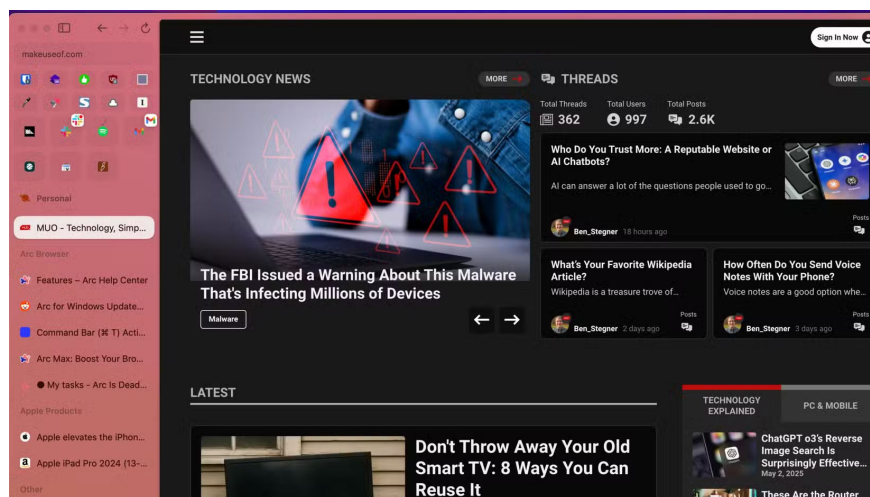 makeuseof.com
Personal
MUO - Technology, Simp...
Arc Browser
Features – Arc Help Center
Arc for Windows Update...
Command Bar (⌘ T) Acti...
Arc Max: Boost Your Bro...
My tasks - Arc Is Dead...
Apple Products
Apple elevates the iPhon...
Apple iPad Pro 2024 (13-...
Other
Sign In Now
TECHNOLOGY NEWS
MORE
The FBI Issued a Warning About This Malware
That's Infecting Millions of Devices
Malware
THREADS
MORE
Total Threads Total Users Total Posts
362 997 2.6K
Who Do You Trust More: A Reputable Website or
AI Chatbots?
AI can answer a lot of the questions people used to go...
Ben_Stegner 18 hours ago
Posts
What's Your Favorite Wikipedia
Article?
Wikipedia is a treasure trove of...
Ben_Stegner 2 days ago
Posts
How Often Do You Send Voice
Notes With Your Phone?
Voice notes are a good option whe...
Ben_Stegner 3 days ago
Posts
LATEST
Don't Throw Away Your Old
Smart TV: 8 Ways You Can
Reuse It
TECHNOLOGY
EXPLAINED
PC & MOBILE
ChatGPT o3's Reverse
Image Search Is
Surprisingly Effective...
May 2, 2025
These Are the Router